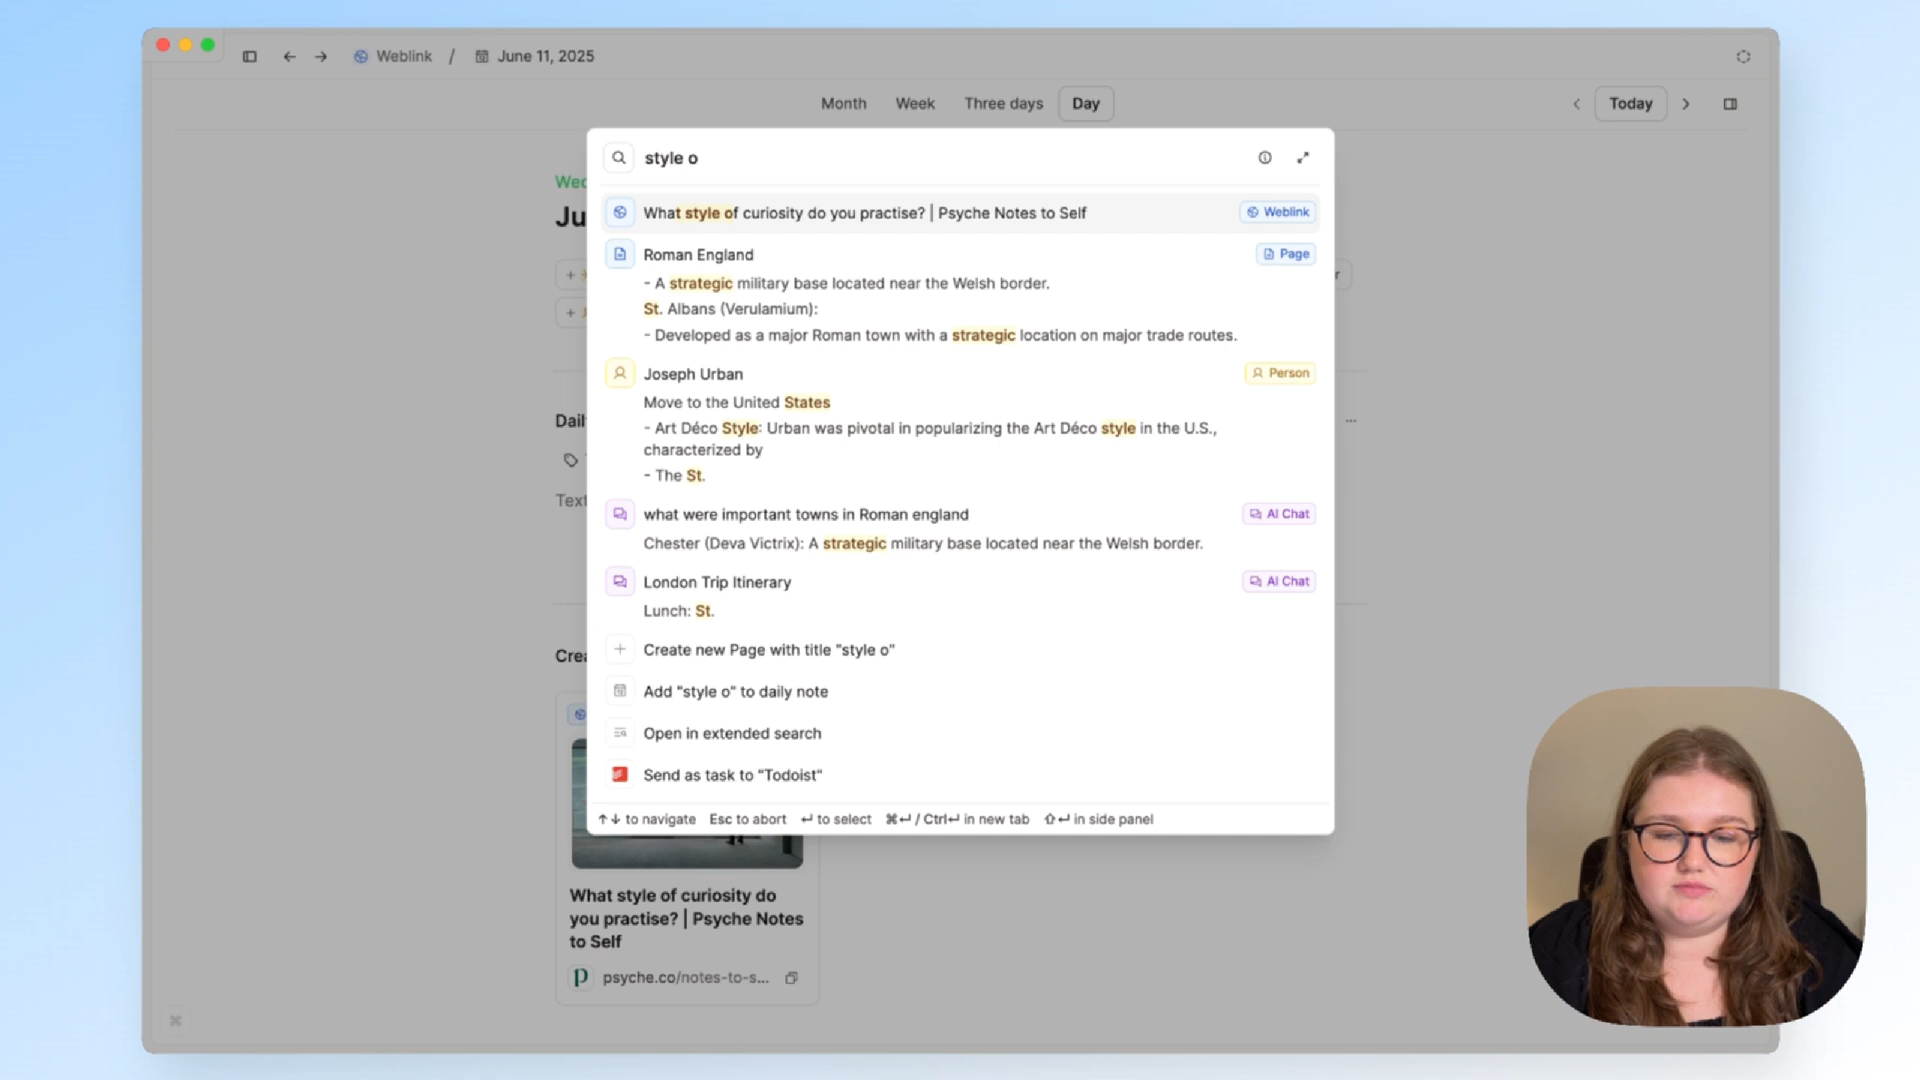 Weblink / June 11, 2025
Month Week Three days Day Today
Wed
Ju
style o
What style of curiosity do you practise? | Psyche Notes to Self Weblink
Roman England Page
- A strategic military base located near the Welsh border.
St. Albans (Verulamium):
- Developed as a major Roman town with a strategic location on major trade routes.
Joseph Urban Person
Move to the United States
- Art Déco Style: Urban was pivotal in popularizing the Art Déco style in the U.S.,
characterized by
- The St.
what were important towns in Roman england AI Chat
Chester (Deva Victrix): A strategic military base located near the Welsh border.
London Trip Itinerary AI Chat
Lunch: St.
Create new Page with title "style o"
Add "style o" to daily note
Open in extended search
Send as task to "Todoist"
↑↓ to navigate Esc to abort ↵ to select ⌘↵ / Ctrl↵ in new tab ⇧↵ in side panel
Dail
Text
Crea
What style of curiosity do
you practise? | Psyche Notes
to Self
psyche.co/notes-to-s...